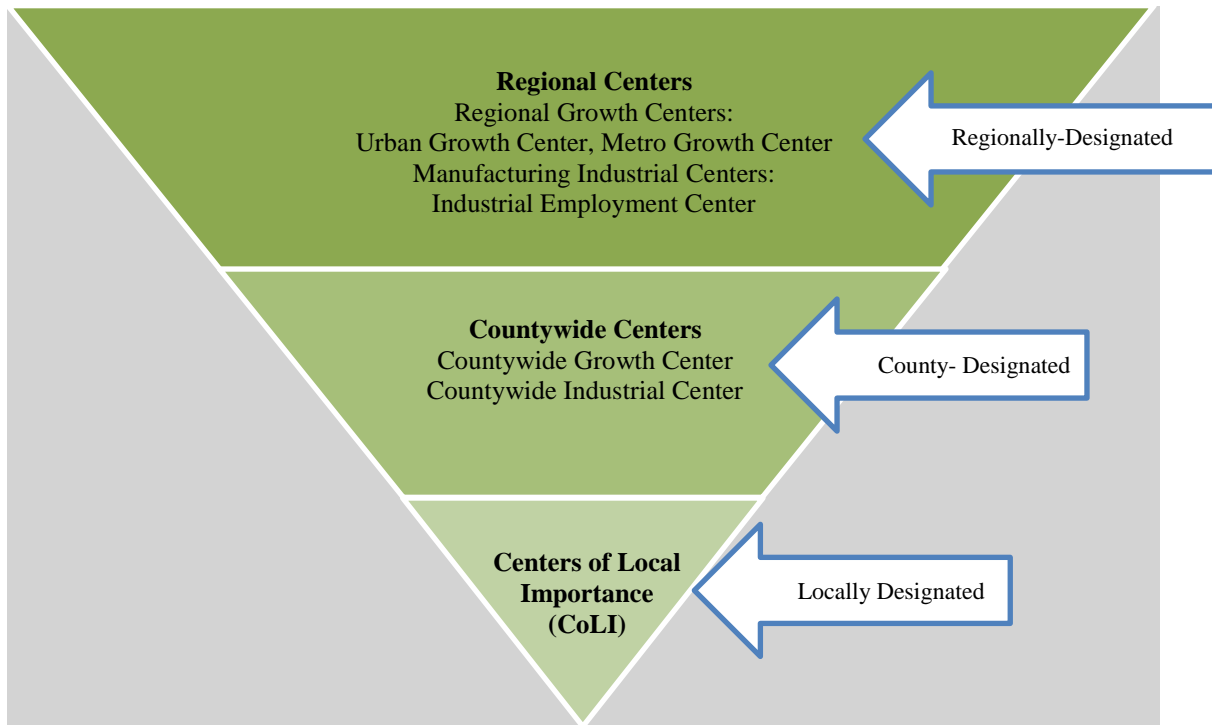 Regional Centers
Regional Growth Centers:
Urban Growth Center, Metro Growth Center
Manufacturing Industrial Centers:
Industrial Employment Center
Regionally-Designated
Countywide Centers
Countywide Growth Center
Countywide Industrial Center
County- Designated
Centers of Local
Importance
(CoLI)
Locally Designated